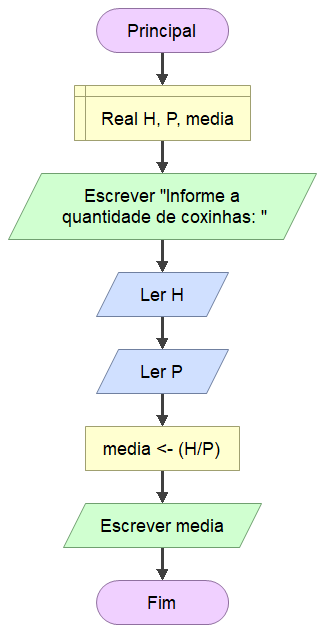 Principal
Real H, P, media
Escrever "Informe a
quantidade de coxinhas: "
Ler H
Ler P
media <- (H/P)
Escrever media
Fim